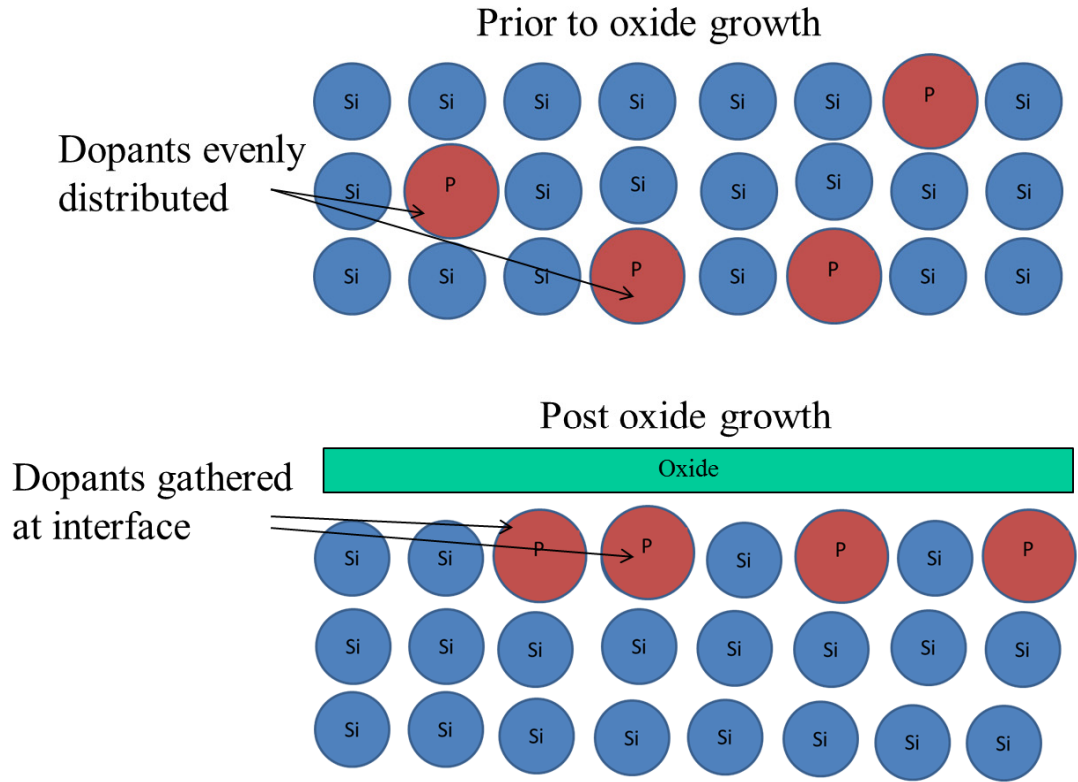 Prior to oxide growth
Dopants evenly
distributed
Si Si Si Si Si Si P Si
Si P Si Si Si Si Si Si
Si Si Si P Si P Si Si
Post oxide growth
Oxide
Dopants gathered
at interface
Si Si P P Si P Si P
Si Si Si Si Si Si Si Si
Si Si Si Si Si Si Si Si